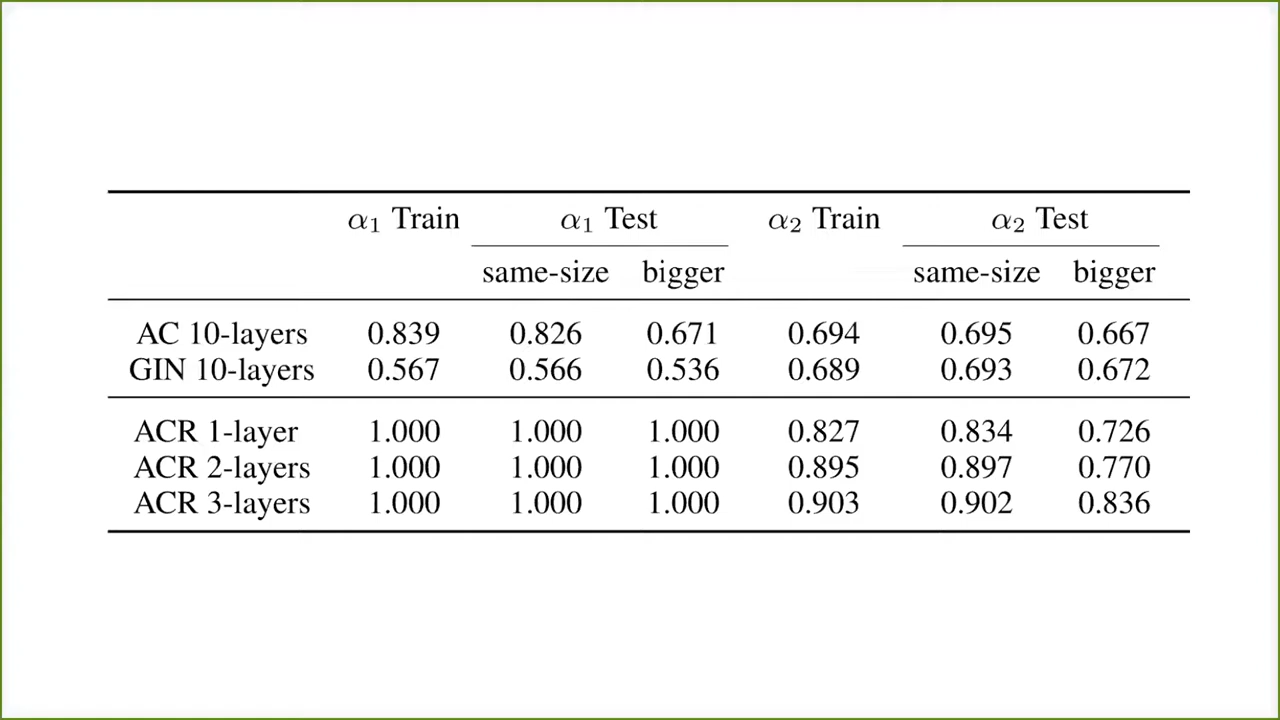 α₁ Train α₁ Test α₂ Train α₂ Test
same-size bigger same-size bigger
AC 10-layers 0.839 0.826 0.671 0.694 0.695 0.667
GIN 10-layers 0.567 0.566 0.536 0.689 0.693 0.672
ACR 1-layer 1.000 1.000 1.000 0.827 0.834 0.726
ACR 2-layers 1.000 1.000 1.000 0.895 0.897 0.770
ACR 3-layers 1.000 1.000 1.000 0.903 0.902 0.836